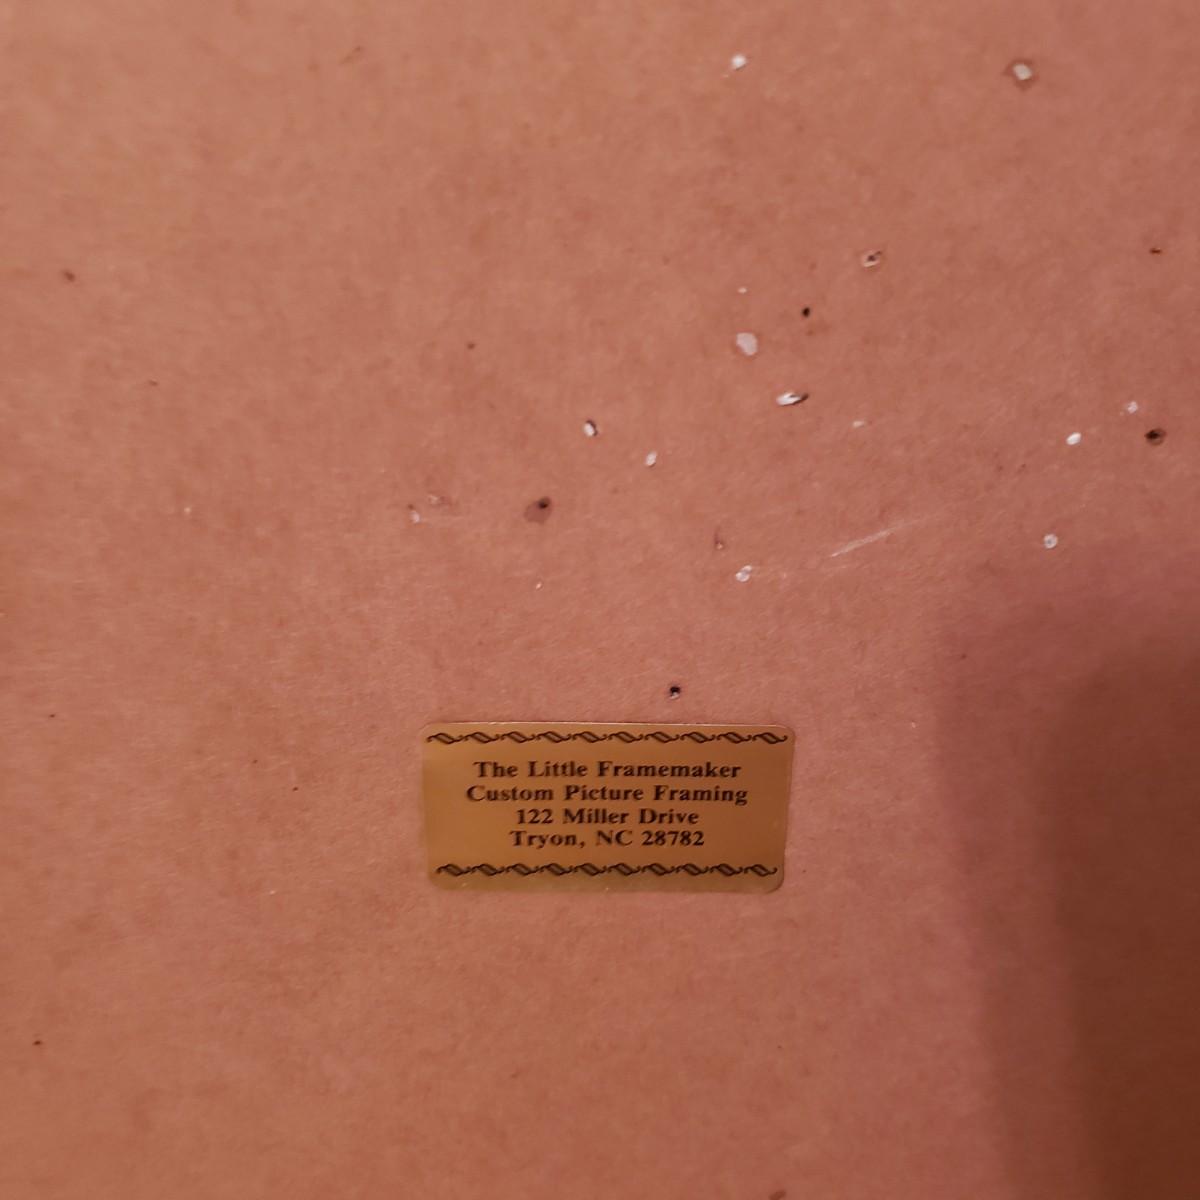 The Little Framemaker
Custom Picture Framing
122 Miller Drive
Tryon, NC 28782